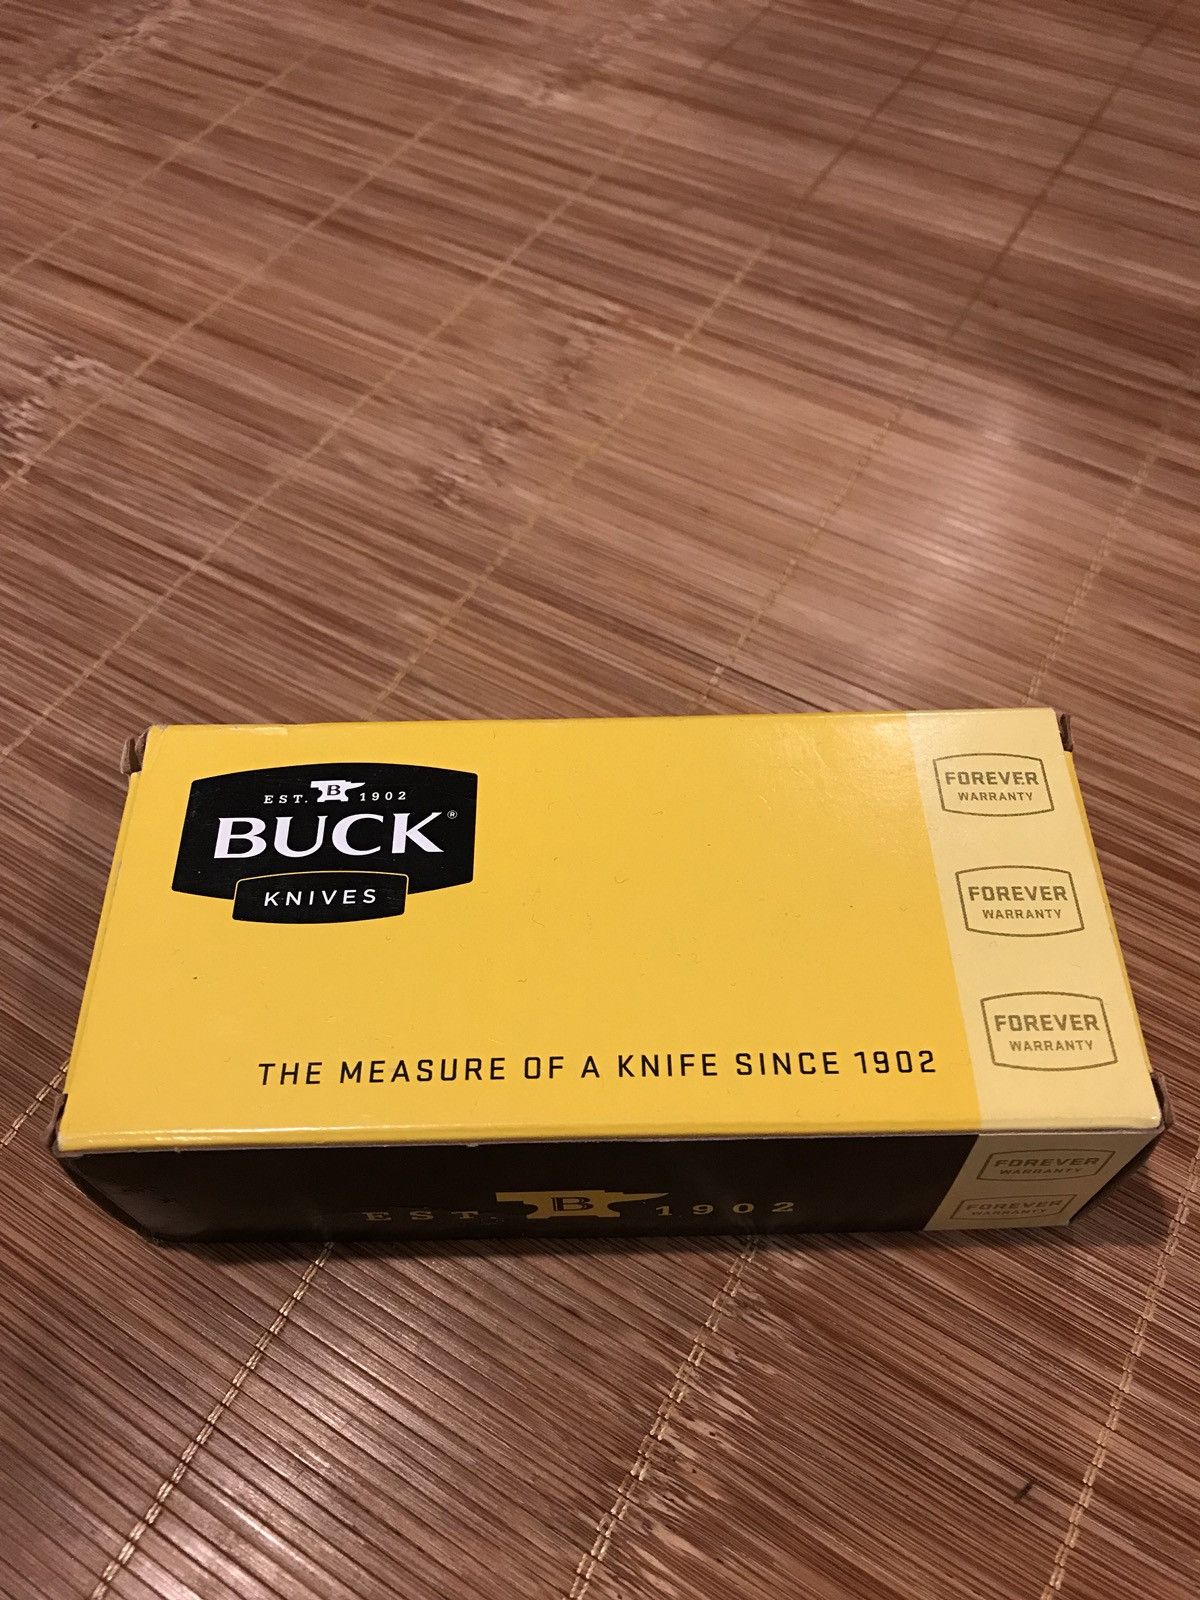 EST. B 1902
BUCK®
KNIVES
THE MEASURE OF A KNIFE SINCE 1902
FOREVER
WARRANTY
FOREVER
WARRANTY
FOREVER
WARRANTY
EST. B 1902
FOREVER
WARRANTY
FOREVER
WARRANTY